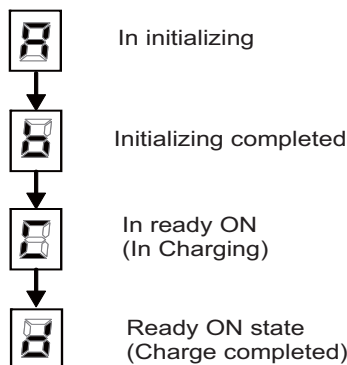 A
In initializing
b
Initializing completed
C
In ready ON
(In Charging)
d
Ready ON state
(Charge completed)